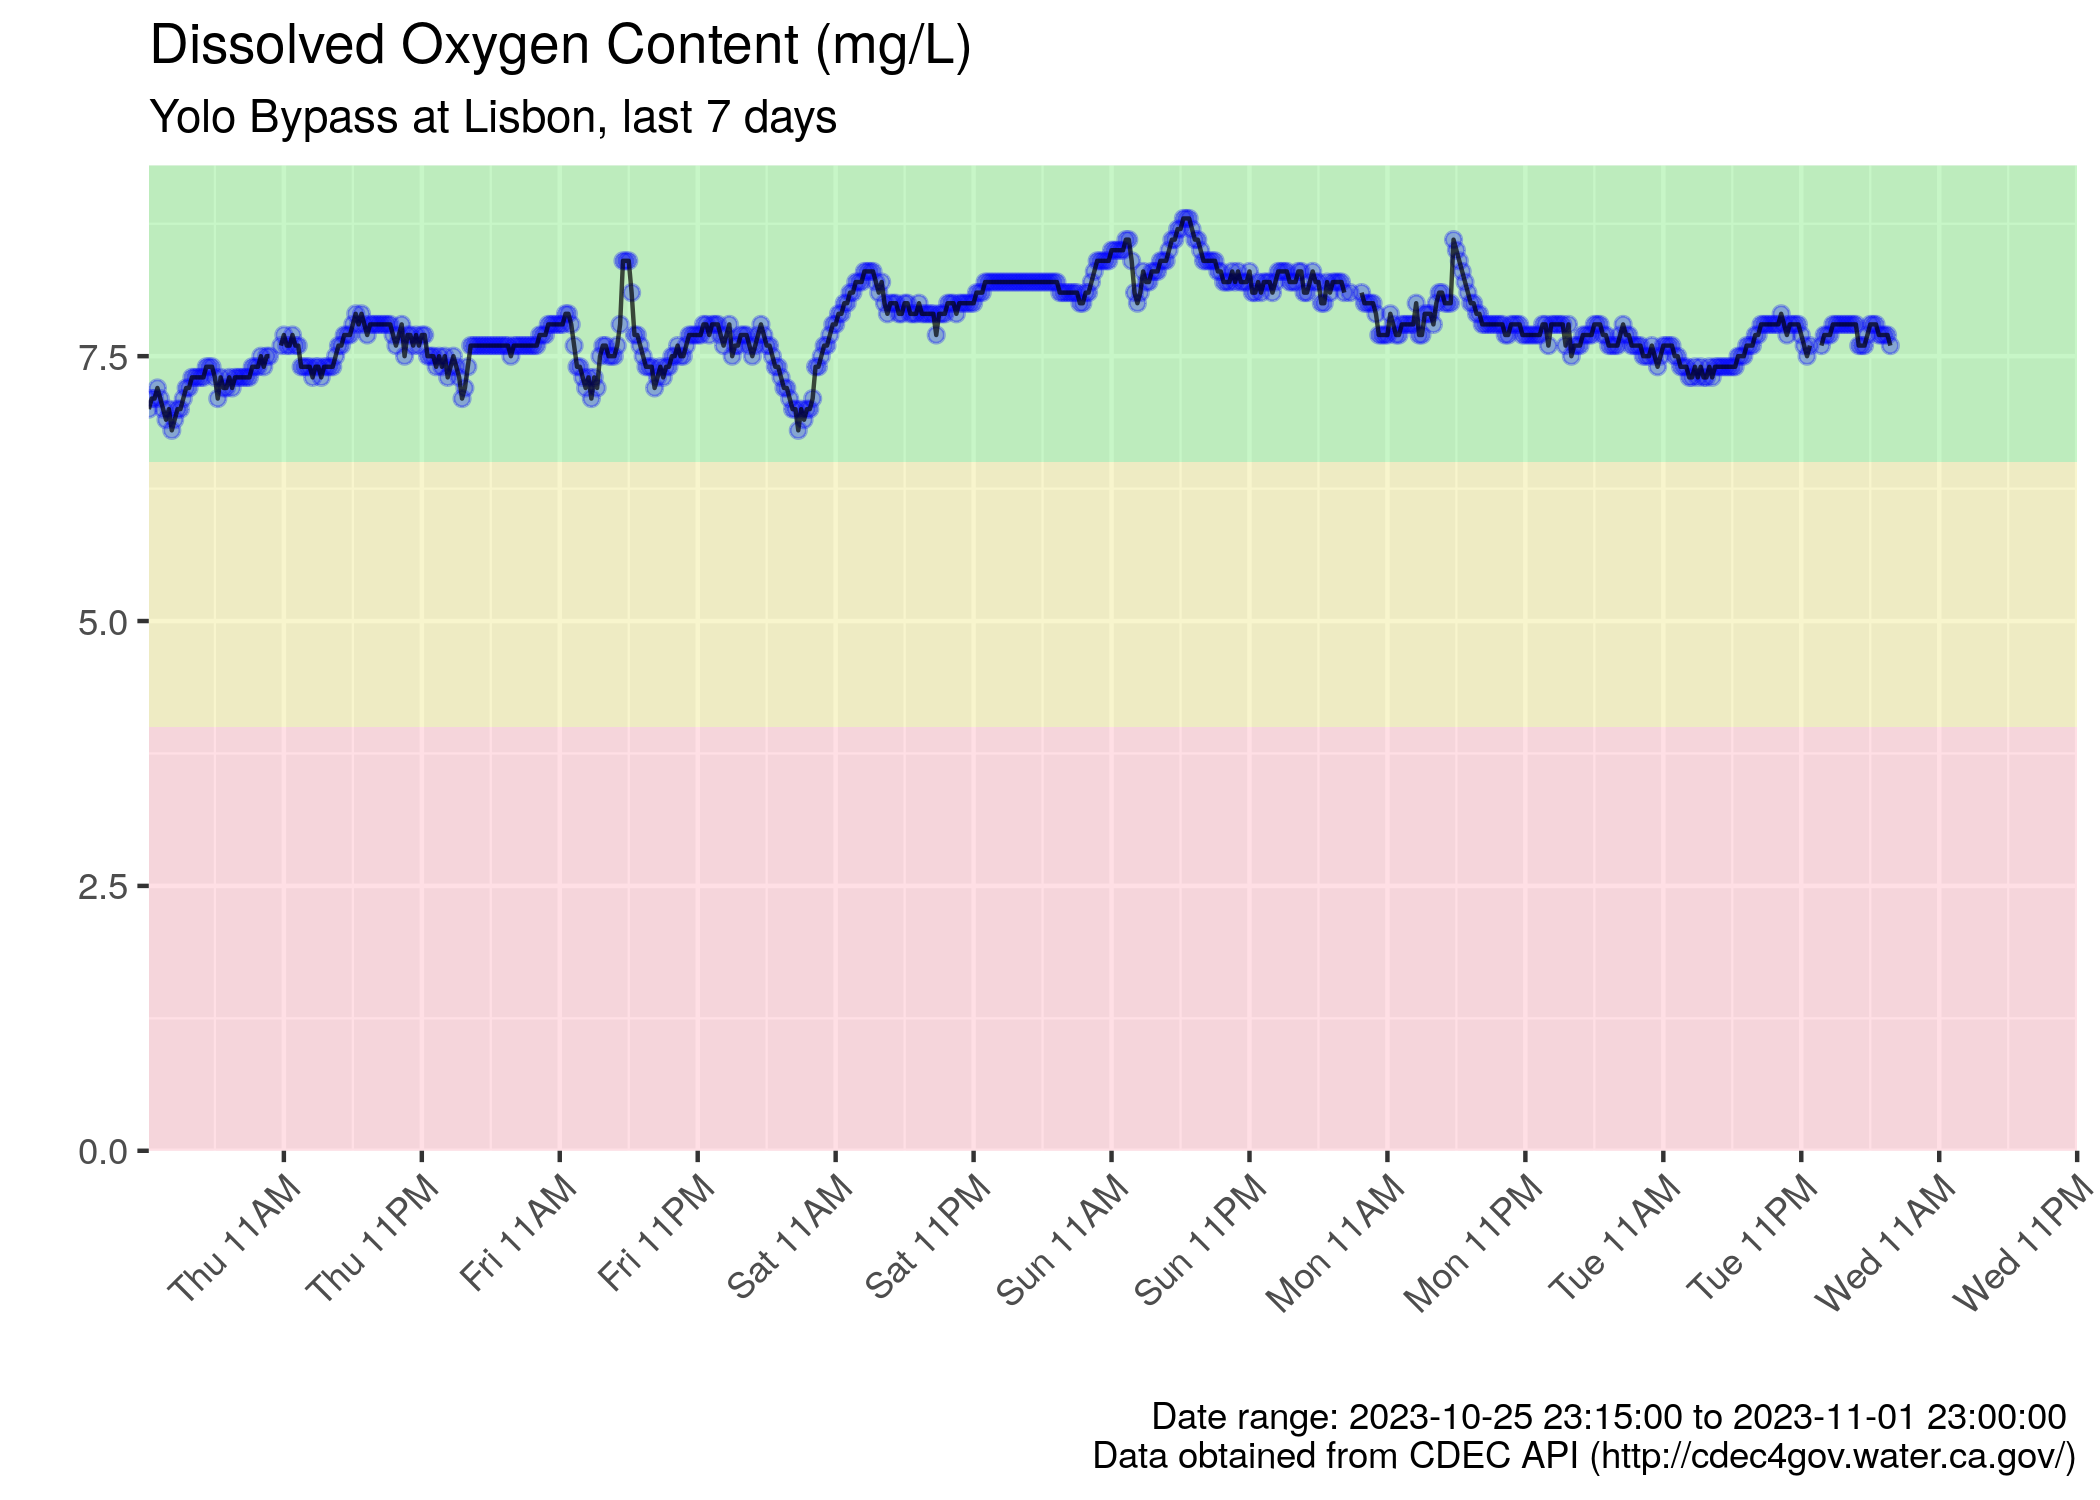 Dissolved Oxygen Content (mg/L)
Yolo Bypass at Lisbon, last 7 days
7.5
5.0
2.5
0.0
Thu 11AM
Thu 11PM
Fri 11AM
Fri 11PM
Sat 11AM
Sat 11PM
Sun 11AM
Sun 11PM
Mon 11AM
Mon 11PM
Tue 11AM
Tue 11PM
Wed 11AM
Wed 11PM
Date range: 2023-10-25 23:15:00 to 2023-11-01 23:00:00
Data obtained from CDEC API (http://cdec4gov.water.ca.gov/)